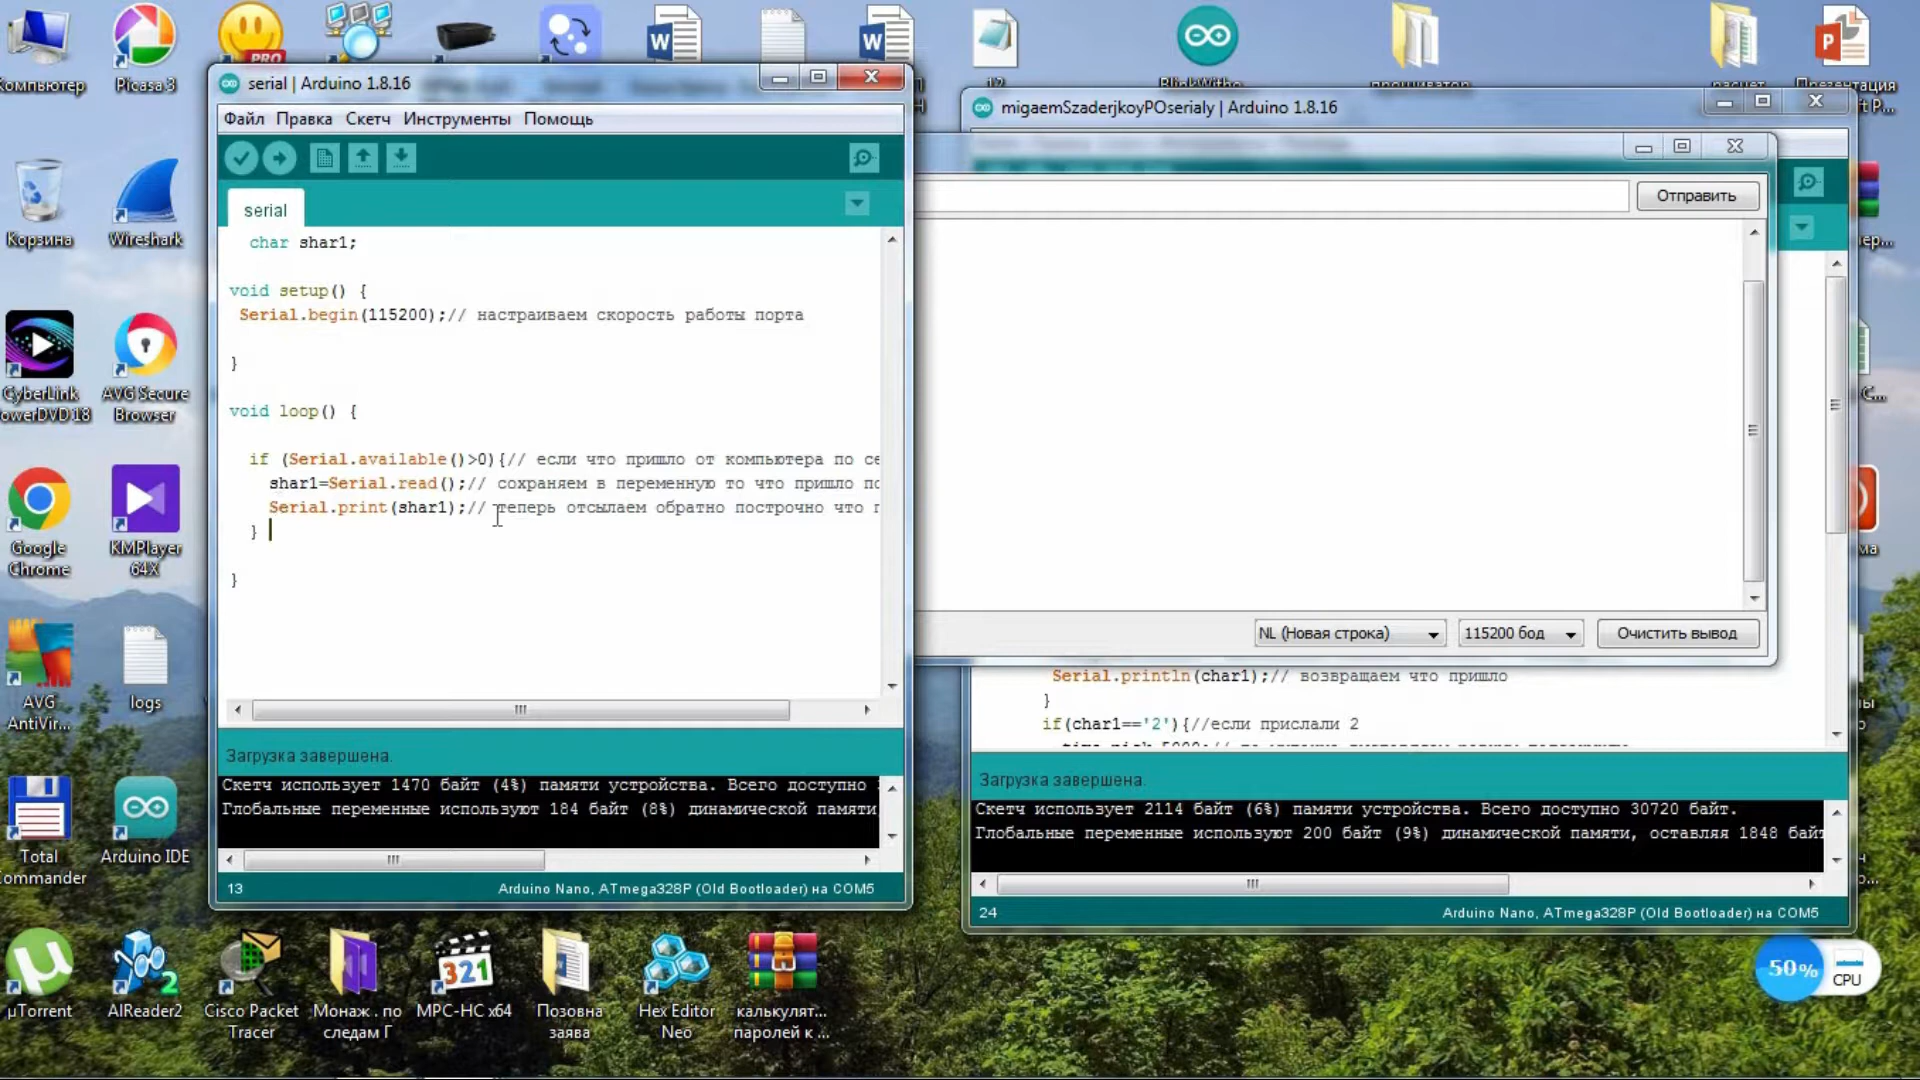 Компьютер
Picasa 3
PRO
Корзина
Wireshark
CyberLink
owerDVD18
AVG Secure
Browser
Google
Chrome
KMPlayer
64X
AVG
AntiVir...
logs
Total
Commander
Arduino IDE
µTorrent
AIReader2
Cisco Packet
Tracer
Монаж . по
следам Г
MPC-HC x64
Позовна
заява
Hex Editor
Neo
калькулят...
паролей к ...
serial | Arduino 1.8.16
Файл Правка Скетч Инструменты Помощь
serial
char shar1;
void setup() {
Serial.begin(115200);// настраиваем скорость работы порта
}
void loop() {
if (Serial.available()>0){// если что пришло от компьютера по се
shar1=Serial.read();// сохраняем в переменную то что пришло по
Serial.print(shar1);// теперь отсылаем обратно построчно что
}
}
Загрузка завершена.
Скетч использует 1470 байт (4%) памяти устройства. Всего доступно
Глобальные переменные используют 184 байт (8%) динамической памяти
13
Arduino Nano, ATmega328P (Old Bootloader) на COM5
migaemSzaderjkoyPOserialy | Arduino 1.8.16
Отправить
NL (Новая строка)
115200 бод
Очистить вывод
Serial.println(char1);// возвращаем что пришло
}
if(char1=='2'){//если прислали 2
Загрузка завершена.
Скетч использует 2114 байт (6%) памяти устройства. Всего доступно 30720 байт.
Глобальные переменные используют 200 байт (9%) динамической памяти, оставляя 1848 байт
24
Arduino Nano, ATmega328P (Old Bootloader) на COM5
50%
CPU